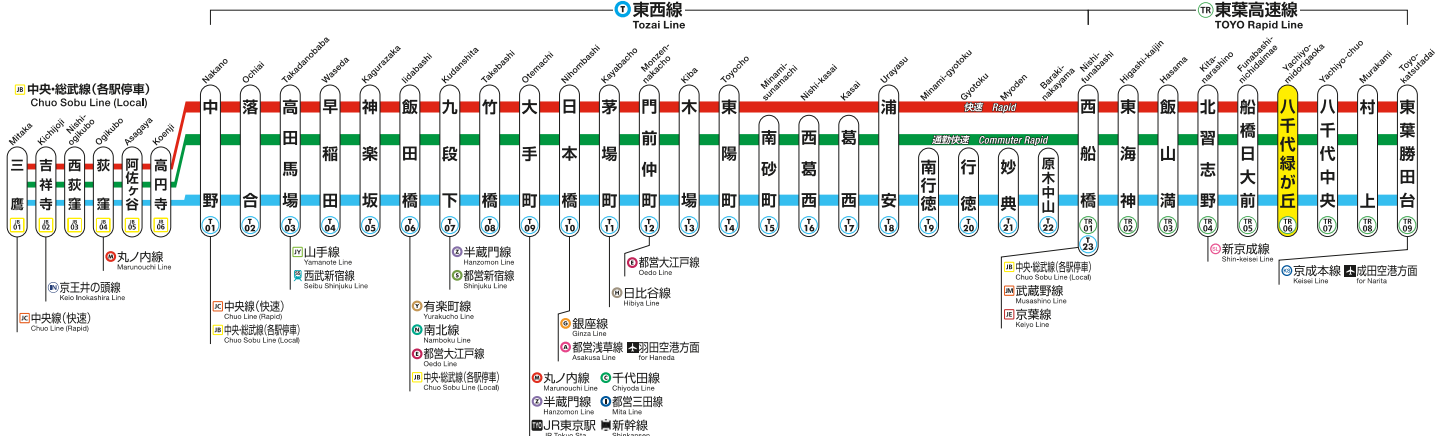 T 東西線
Tozai Line
TR 東葉高速線
TOYO Rapid Line
JB 中央・総武線(各駅停車)
Chuo Sobu Line (Local)
快速 Rapid
通勤快速 Commuter Rapid
Mitaka
三鷹
JB 01
Kichijoji
吉祥寺
JB 02
Nishi-ogikubo
西荻窪
JB 03
Ogikubo
荻窪
JB 04
Asagaya
阿佐ヶ谷
JB 05
Koenji
高円寺
JB 06
Nakano
中野
T 01
Ochiai
落合
T 02
Takadanobaba
高田馬場
T 03
Waseda
早稲田
T 04
Kagurazaka
神楽坂
T 05
Iidabashi
飯田橋
T 06
Kudanshita
九段下
T 07
Takebashi
竹橋
T 08
Otemachi
大手町
T 09
Nihombashi
日本橋
T 10
Kayabacho
茅場町
T 11
Monzen-nakacho
門前仲町
T 12
Kiba
木場
T 13
Toyocho
東陽町
T 14
Minami-sunamachi
南砂町
T 15
Nishi-kasai
西葛西
T 16
Kasai
葛西
T 17
Urayasu
浦安
T 18
Minami-gyotoku
南行徳
T 19
Gyotoku
行徳
T 20
Myoden
妙典
T 21
Baraki-nakayama
原木中山
T 22
Nishi-funabashi
西船橋
TR 01
T 23
Higashi-kaijin
東海神
TR 02
Hasama
飯山満
TR 03
Kita-narashino
北習志野
TR 04
Funabashi-nichidaimae
船橋日大前
TR 05
Yachiyo-midorigaoka
八千代緑が丘
TR 06
Yachiyo-chuo
八千代中央
TR 07
Murakami
村上
TR 08
Toyo-katsutadai
東葉勝田台
TR 09
JC 中央線(快速)
Chuo Line (Rapid)
IN 京王井の頭線
Keio Inokashira Line
M 丸ノ内線
Marunouchi Line
JC 中央線(快速)
Chuo Line (Rapid)
JB 中央・総武線(各駅停車)
Chuo Sobu Line (Local)
JY 山手線
Yamanote Line
SS 西武新宿線
Seibu Shinjuku Line
Y 有楽町線
Yurakucho Line
N 南北線
Namboku Line
E 都営大江戸線
Oedo Line
JB 中央・総武線(各駅停車)
Chuo Sobu Line (Local)
Z 半蔵門線
Hanzomon Line
S 都営新宿線
Shinjuku Line
M 丸ノ内線
Marunouchi Line
C 千代田線
Chiyoda Line
Z 半蔵門線
Hanzomon Line
I 都営三田線
Mita Line
TYO JR東京駅
JR Tokyo Sta.
新幹線
Shinkansen
G 銀座線
Ginza Line
A 都営浅草線
Asakusa Line
羽田空港方面
for Haneda
H 日比谷線
Hibiya Line
E 都営大江戸線
Oedo Line
JB 中央・総武線(各駅停車)
Chuo Sobu Line (Local)
JM 武蔵野線
Musashino Line
JE 京葉線
Keiyo Line
SL 新京成線
Shin-keisei Line
KS 京成本線
Keisei Line
成田空港方面
for Narita